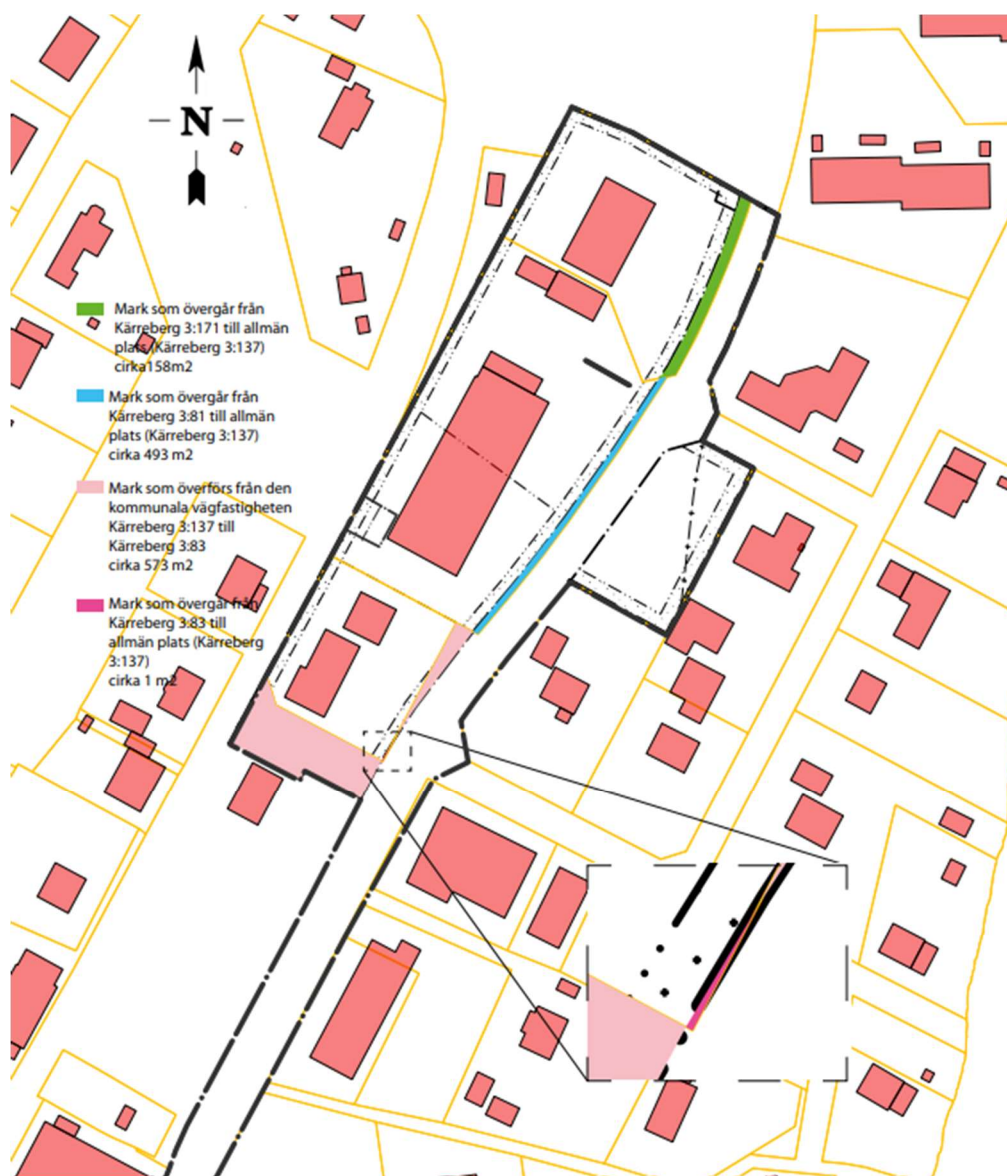 N
Mark som övergår från
Kärreberg 3:171 till allmän
plats (Kärreberg 3:137)
cirka158m2
Mark som övergår från
Kärreberg 3:81 till allmän
plats (Kärreberg 3:137)
cirka 493 m2
Mark som överförs från den
kommunala vägfastigheten
Kärreberg 3:137 till
Kärreberg 3:83
cirka 573 m2
Mark som övergår från
Kärreberg 3:83 till
allmän plats (Kärreberg
3:137)
cirka 1 m2